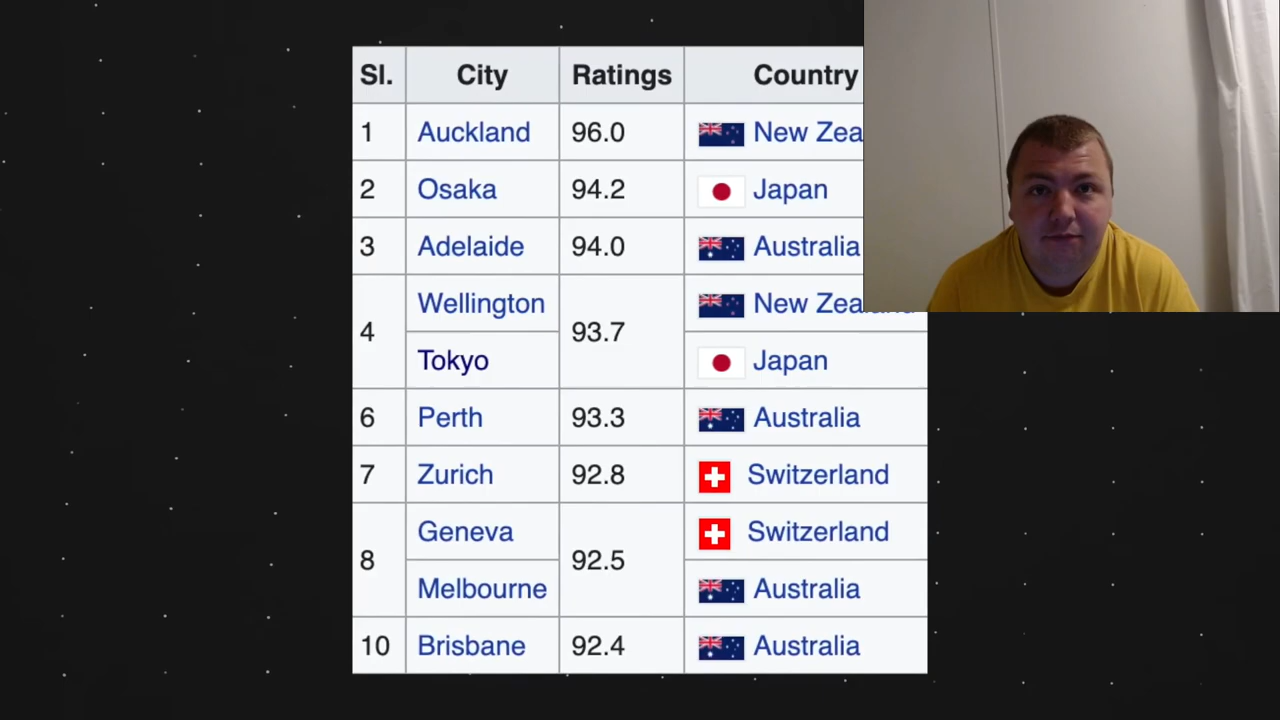 Sl. City Ratings Country
1 Auckland 96.0 New Zea
2 Osaka 94.2 Japan
3 Adelaide 94.0 Australia
4 Wellington 93.7 New Zea
Tokyo Japan
6 Perth 93.3 Australia
7 Zurich 92.8 Switzerland
8 Geneva 92.5 Switzerland
Melbourne Australia
10 Brisbane 92.4 Australia